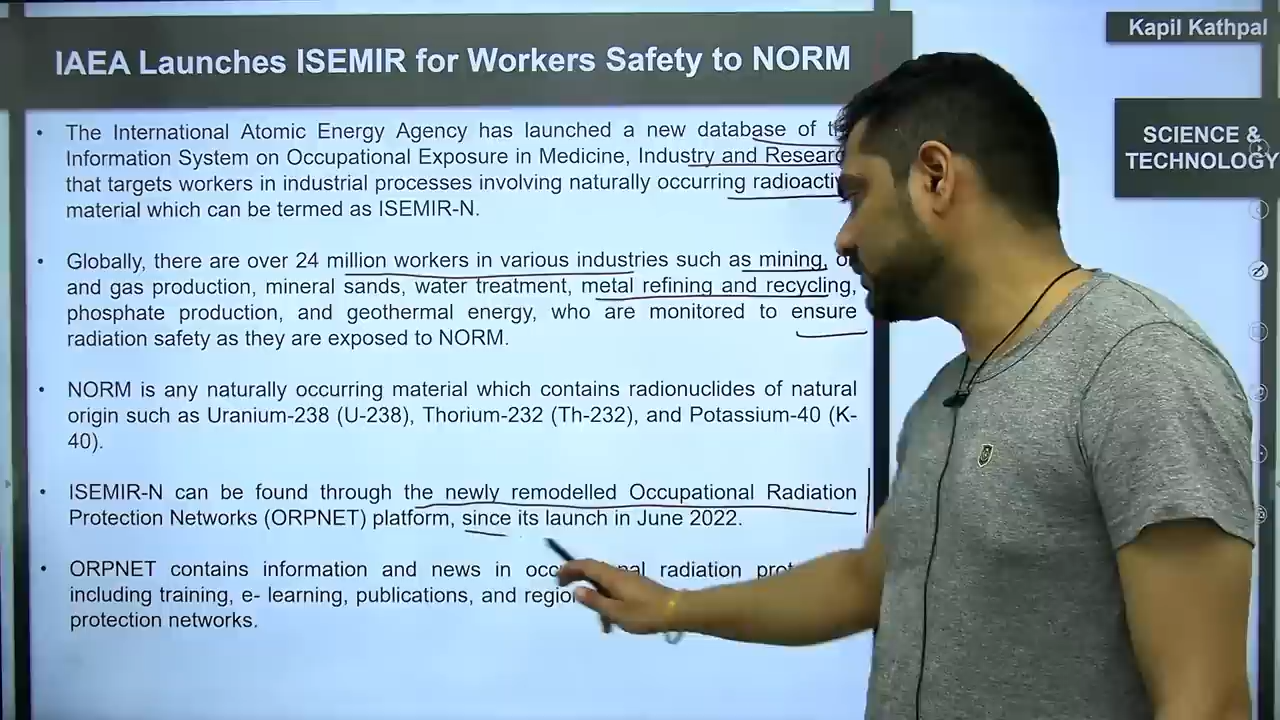 IAEA Launches ISEMIR for Workers Safety to NORM
Kapil Kathpal
SCIENCE &
TECHNOLOGY
• The International Atomic Energy Agency has launched a new database of
Information System on Occupational Exposure in Medicine, Industry and
that targets workers in industrial processes involving naturally occurring
material which can be termed as ISEMIR-N.
• Globally, there are over 24 million workers in various industries such as mining,
and gas production, mineral sands, water treatment, metal refining and recycling,
phosphate production, and geothermal energy, who are monitored to ensure
radiation safety as they are exposed to NORM.
• NORM is any naturally occurring material which contains radionuclides of natural
origin such as Uranium-238 (U-238), Thorium-232 (Th-232), and Potassium-40 (K-
40).
• ISEMIR-N can be found through the newly remodelled Occupational Radiation
Protection Networks (ORPNET) platform, since its launch in June 2022.
• ORPNET contains information and news in radiation
including training, e- learning, publications, and
protection networks.